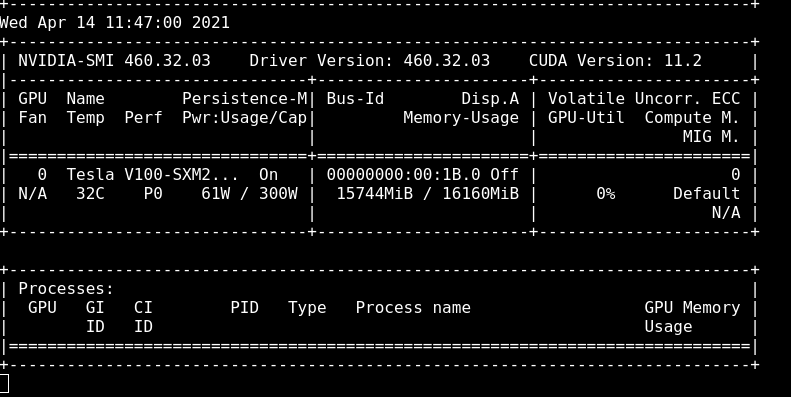 +-----------------------------------------------------------------------------+
Wed Apr 14 11:47:00 2021
+-----------------------------------------------------------------------------+
| NVIDIA-SMI 460.32.03    Driver Version: 460.32.03    CUDA Version: 11.2     |
|-------------------------------+----------------------+----------------------+
| GPU  Name        Persistence-M| Bus-Id        Disp.A | Volatile Uncorr. ECC |
| Fan  Temp  Perf  Pwr:Usage/Cap|         Memory-Usage | GPU-Util  Compute M. |
|                               |                      |               MIG M. |
|===============================+======================+======================|
|   0  Tesla V100-SXM2...  On   | 00000000:00:1B.0 Off |                    0 |
| N/A   32C    P0    61W / 300W |  15744MiB / 16160MiB |      0%      Default |
|                               |                      |                  N/A |
+-------------------------------+----------------------+----------------------+

+-----------------------------------------------------------------------------+
| Processes:                                                                  |
|  GPU   GI   CI        PID   Type   Process name                  GPU Memory |
|        ID   ID                                                   Usage      |
|=============================================================================|
+-----------------------------------------------------------------------------+